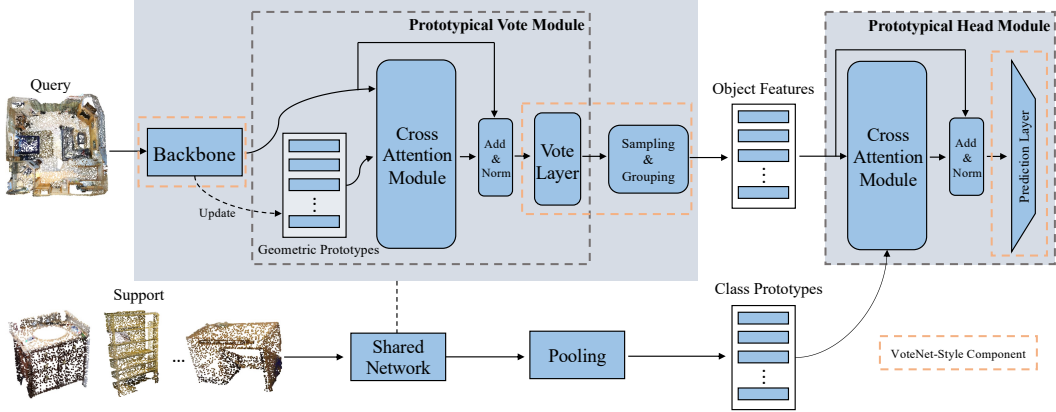 Prototypical Vote Module
Prototypical Head Module
Query
Backbone
Update
Geometric Prototypes
Cross
Attention
Module
Add
&
Norm
Vote
Layer
Sampling
&
Grouping
Object Features
Cross
Attention
Module
Add
&
Norm
Prediction Layer
Support
...
Shared
Network
Pooling
Class Prototypes
VoteNet-Style Component